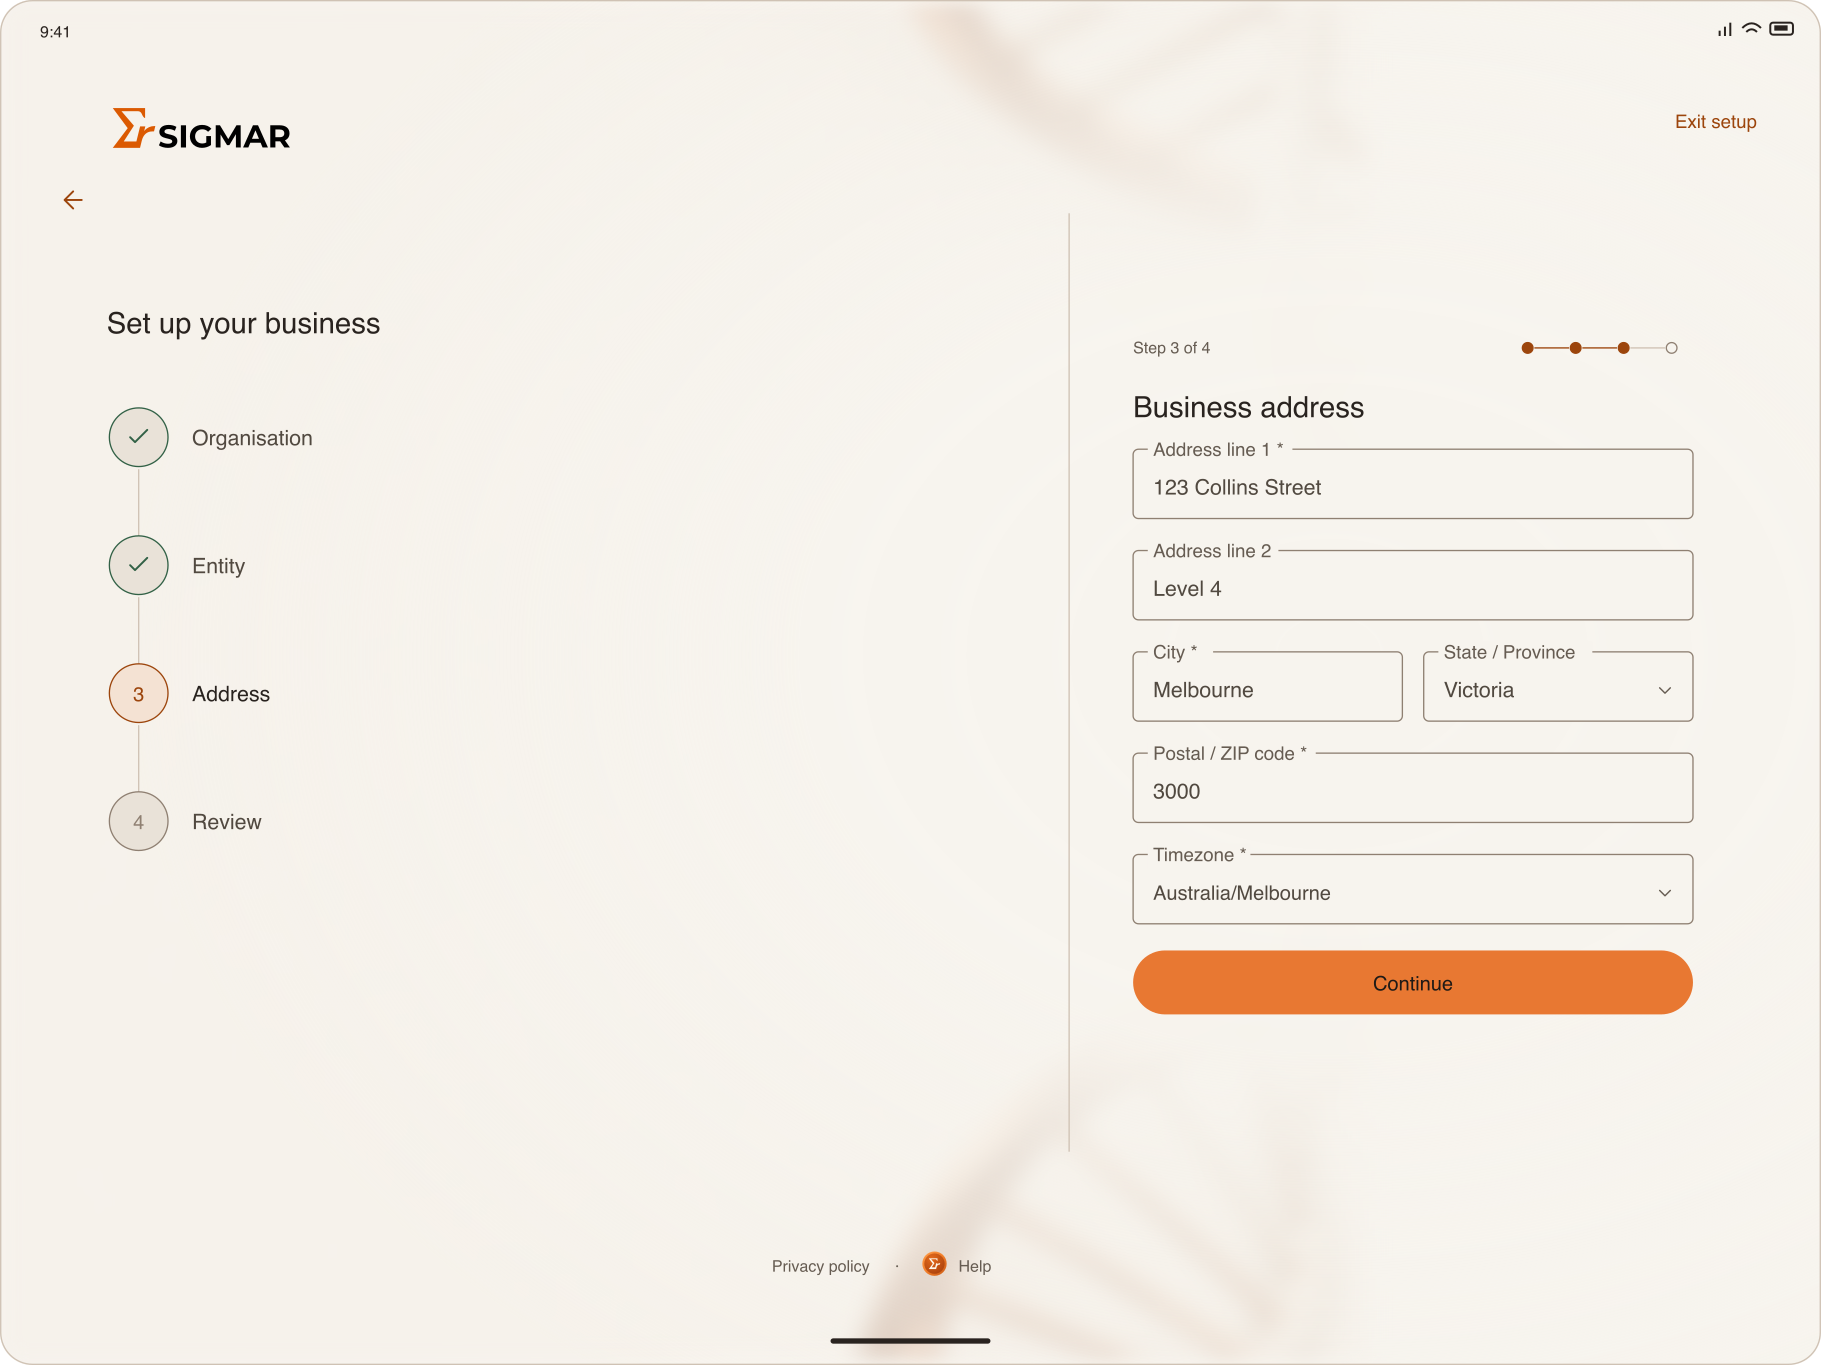 9:41
SIGMAR
Exit setup
Set up your business
Organisation
Entity
3
Address
4
Review
Step 3 of 4
Business address
Address line 1 *
123 Collins Street
Address line 2
Level 4
City *
Melbourne
State / Province
Victoria
Postal / ZIP code *
3000
Timezone *
Australia/Melbourne
Continue
Privacy policy · Help